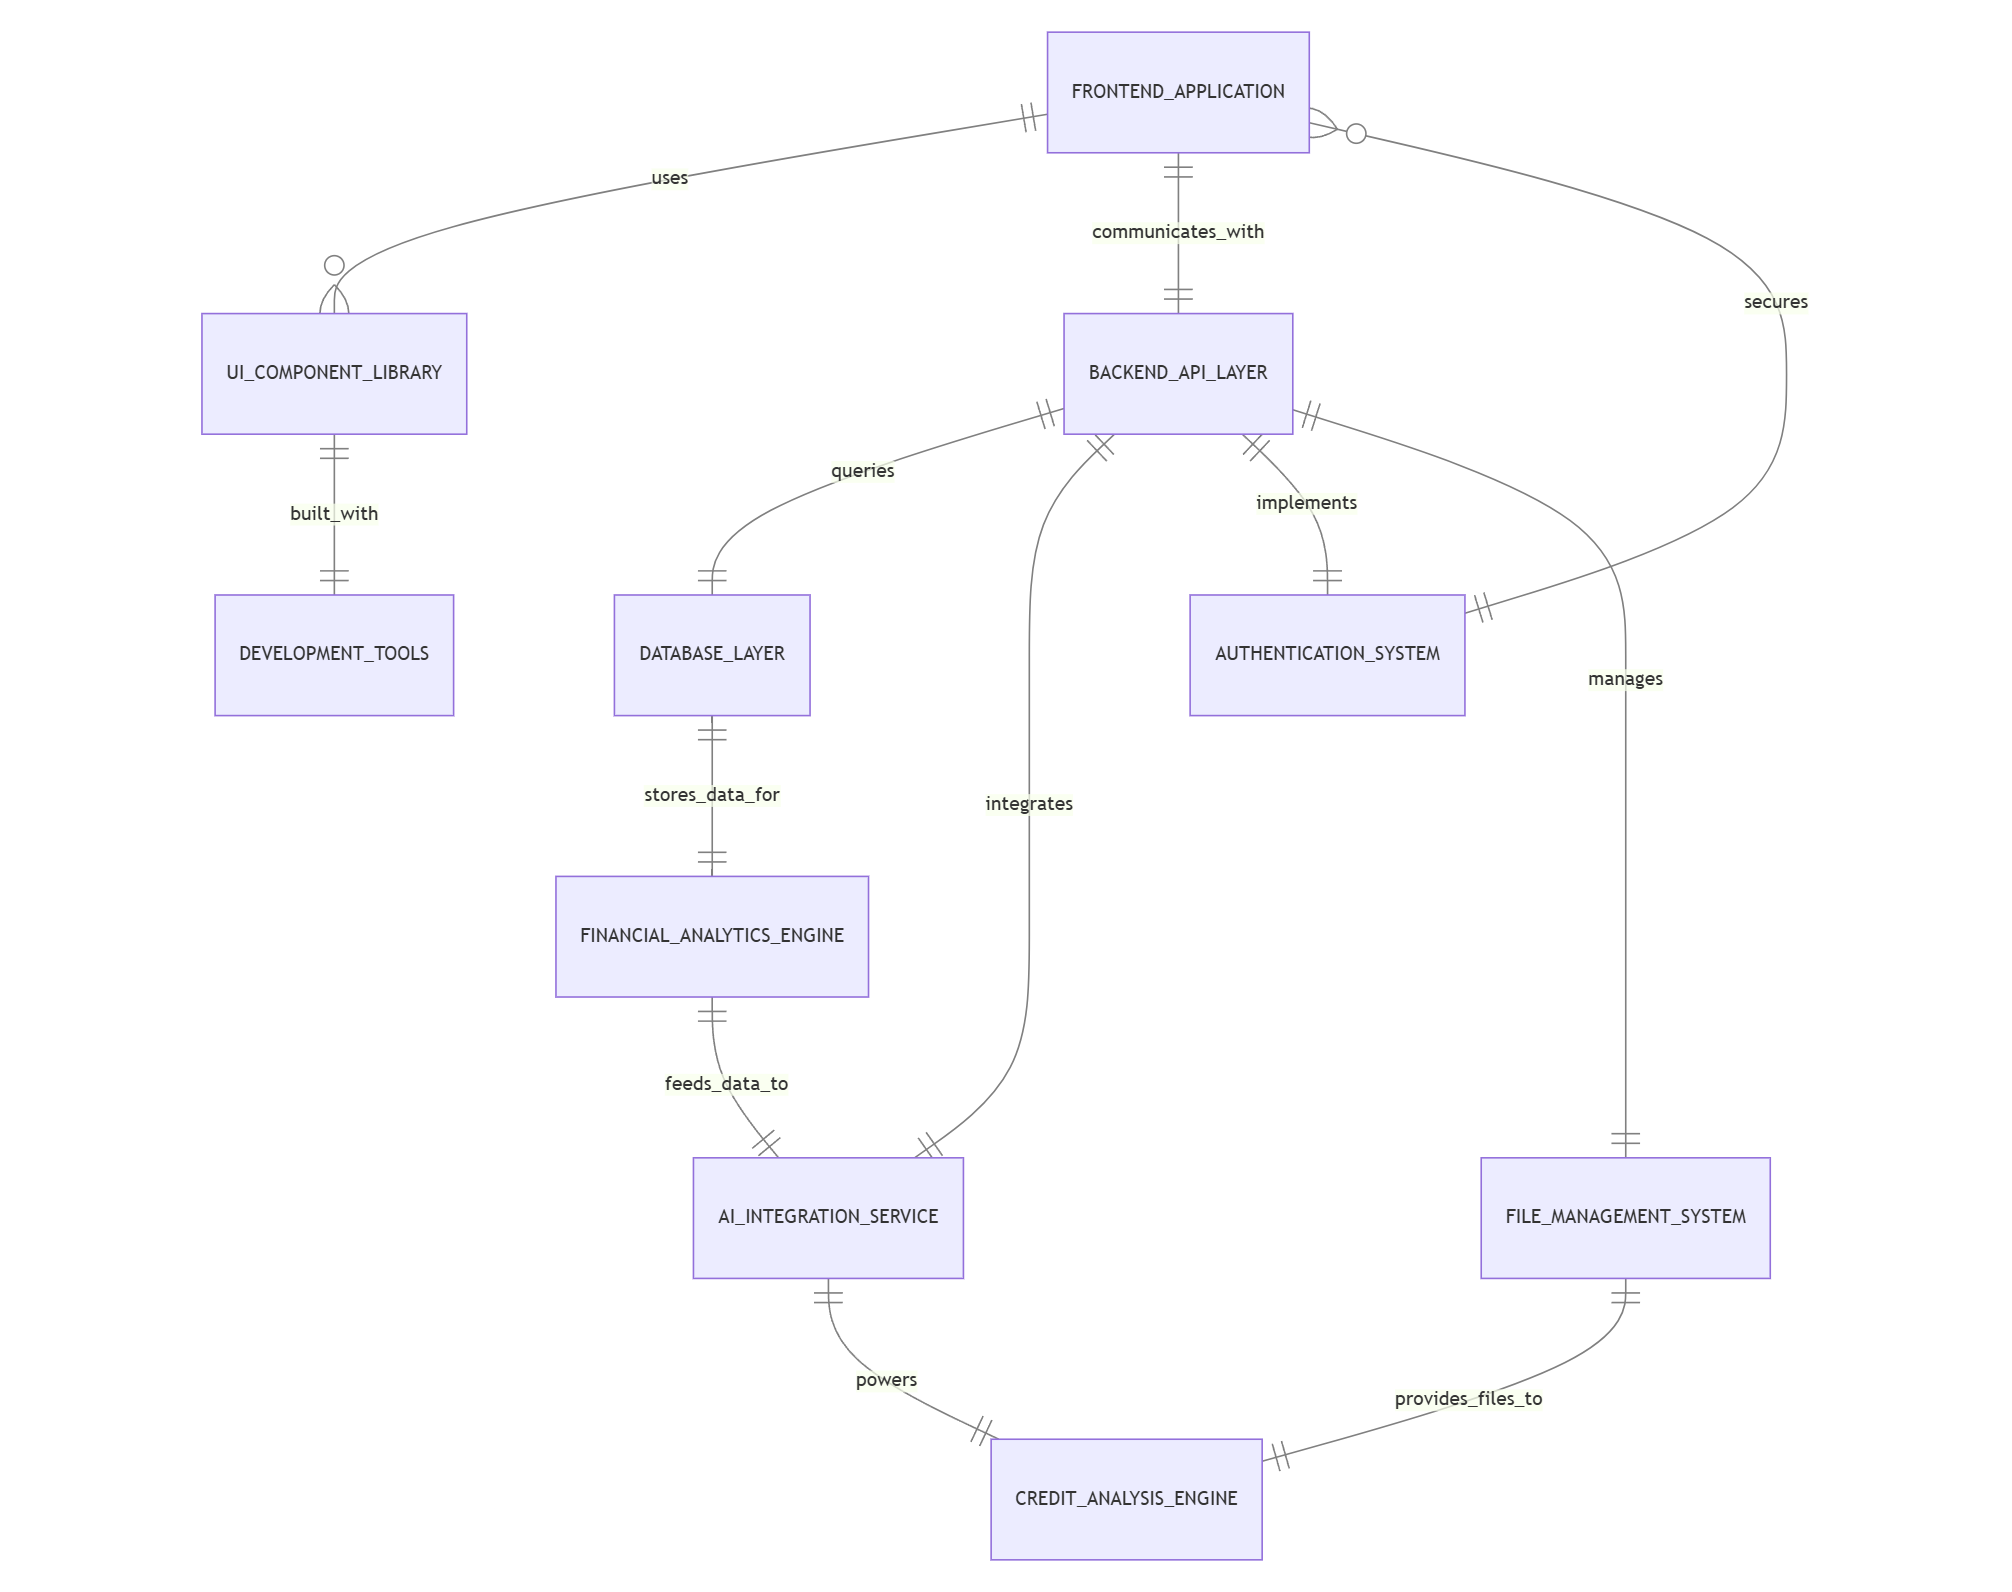 FRONTEND_APPLICATION
uses
communicates_with
secures
UI_COMPONENT_LIBRARY
BACKEND_API_LAYER
queries
implements
built_with
DEVELOPMENT_TOOLS
DATABASE_LAYER
AUTHENTICATION_SYSTEM
manages
stores_data_for
integrates
FINANCIAL_ANALYTICS_ENGINE
feeds_data_to
AI_INTEGRATION_SERVICE
FILE_MANAGEMENT_SYSTEM
powers
provides_files_to
CREDIT_ANALYSIS_ENGINE